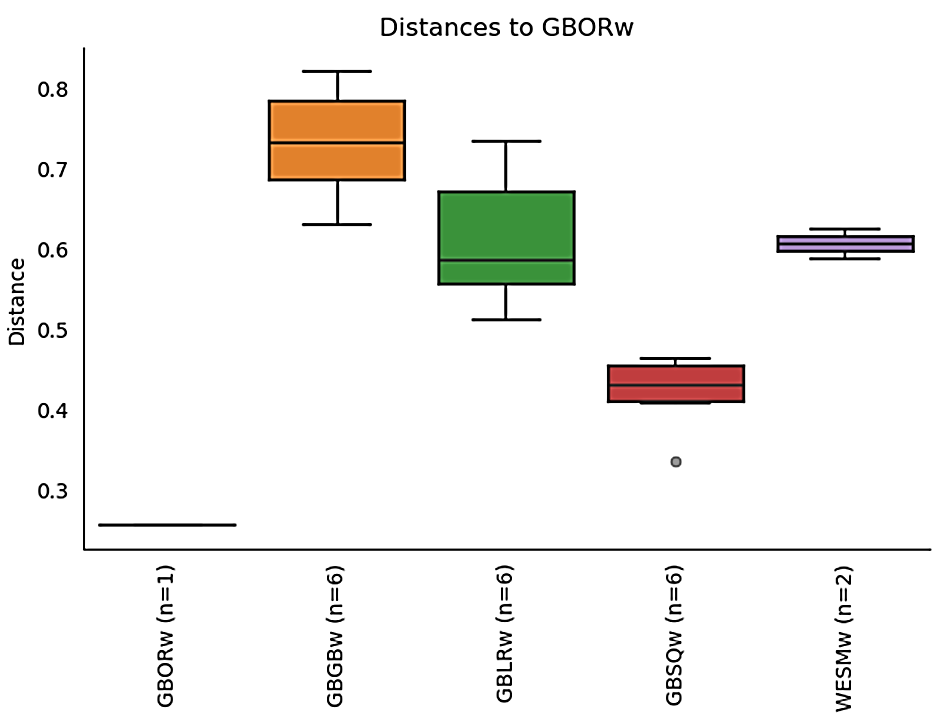 Distances to GBORw
Distance
0.8
0.7
0.6
0.5
0.4
0.3
GBORw (n=1)
GBGBw (n=6)
GBLRw (n=6)
GBSQw (n=6)
WESMw (n=2)